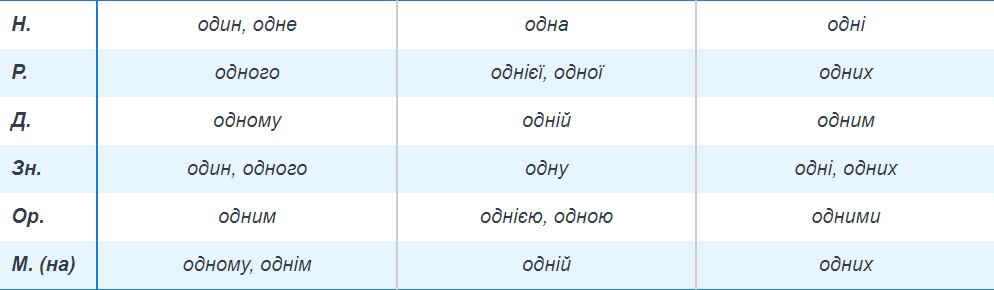 Н. один, одне одна одні
Р. одного однієї, одної одних
Д. одному одній одним
Зн. один, одного одну одні, одних
Ор. одним однією, одною одними
М. (на) одному, однім одній одних